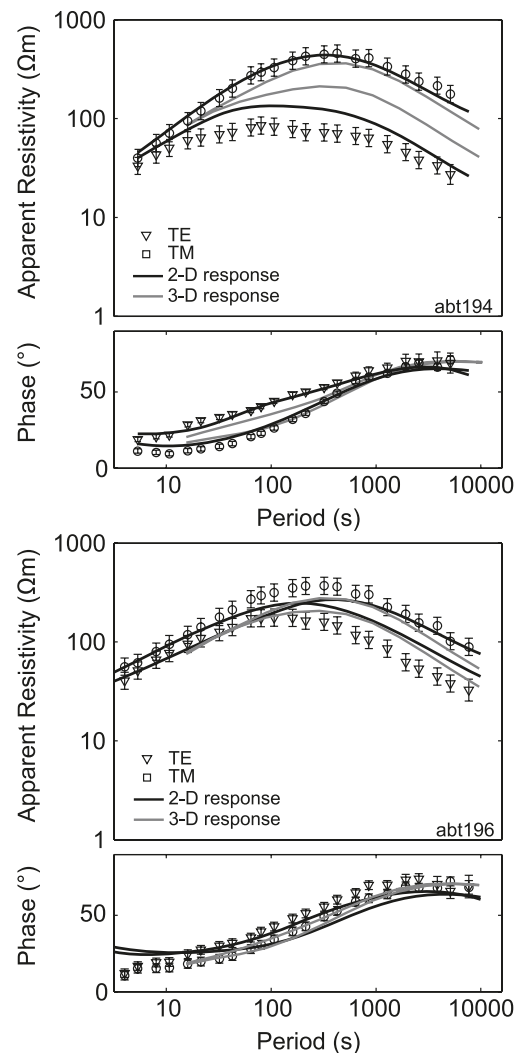 1000
100
10
1
Apparent Resistivity (Ωm)
TE
TM
2-D response
3-D response
abt194
50
0
Phase (°)
10 100 1000 10000
Period (s)
1000
100
10
1
Apparent Resistivity (Ωm)
TE
TM
2-D response
3-D response
abt196
50
0
Phase (°)
10 100 1000 10000
Period (s)